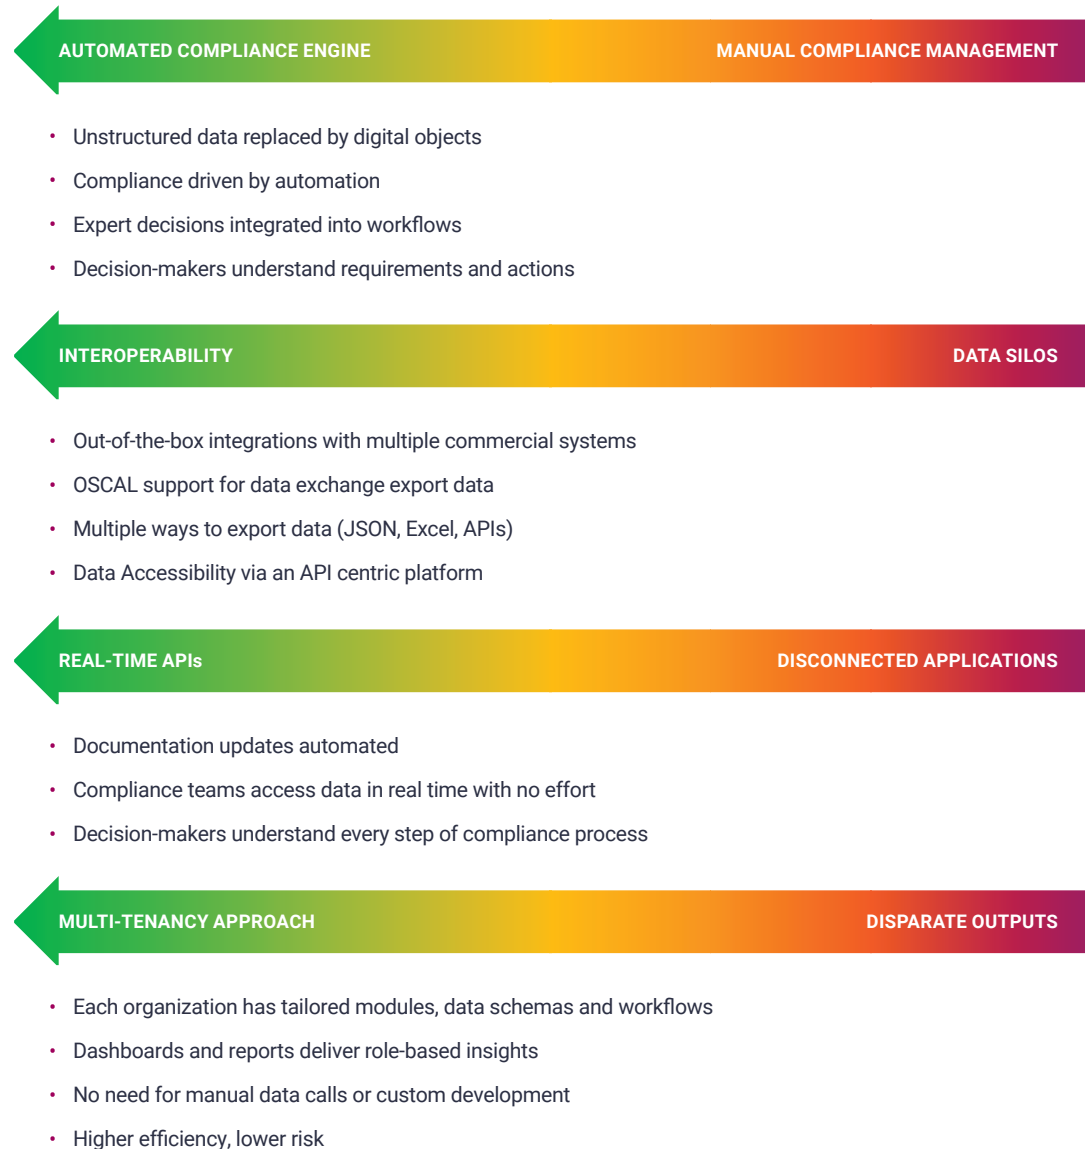 AUTOMATED COMPLIANCE ENGINE MANUAL COMPLIANCE MANAGEMENT
• Unstructured data replaced by digital objects
• Compliance driven by automation
• Expert decisions integrated into workflows
• Decision-makers understand requirements and actions
INTEROPERABILITY DATA SILOS
• Out-of-the-box integrations with multiple commercial systems
• OSCAL support for data exchange export data
• Multiple ways to export data (JSON, Excel, APIs)
• Data Accessibility via an API centric platform
REAL-TIME APIs DISCONNECTED APPLICATIONS
• Documentation updates automated
• Compliance teams access data in real time with no effort
• Decision-makers understand every step of compliance process
MULTI-TENANCY APPROACH DISPARATE OUTPUTS
• Each organization has tailored modules, data schemas and workflows
• Dashboards and reports deliver role-based insights
• No need for manual data calls or custom development
• Higher efficiency, lower risk